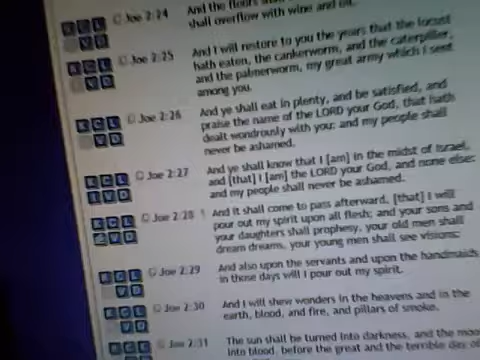 Joe 2:24 And the floors
shall overflow with wine and oil.
K C L
V D
Joe 2:25 And I will restore to you the years that the locust
hath eaten, the cankerworm, and the caterpiller,
and the palmerworm, my great army which I sent
among you.
K C L
V D
Joe 2:26 And ye shall eat in plenty, and be satisfied, and
praise the name of the LORD your God, that hath
dealt wondrously with you: and my people shall
never be ashamed.
K C L
V D
Joe 2:27 And ye shall know that I [am] in the midst of Israel,
and [that] I [am] the LORD your God, and none else:
and my people shall never be ashamed.
K C L
I V D
Joe 2:28 And it shall come to pass afterward, [that] I will
pour out my spirit upon all flesh; and your sons and
your daughters shall prophesy, your old men shall
dream dreams, your young men shall see visions:
K C L
V D
Joe 2:29 And also upon the servants and upon the handmaids
in those days will I pour out my spirit.
K C L
V D
Joe 2:30 And I will shew wonders in the heavens and in the
earth, blood, and fire, and pillars of smoke.
K C L
V D
Joe 2:31 The sun shall be turned into darkness, and the moo
into blood, before the great and the terrible day of
K C L